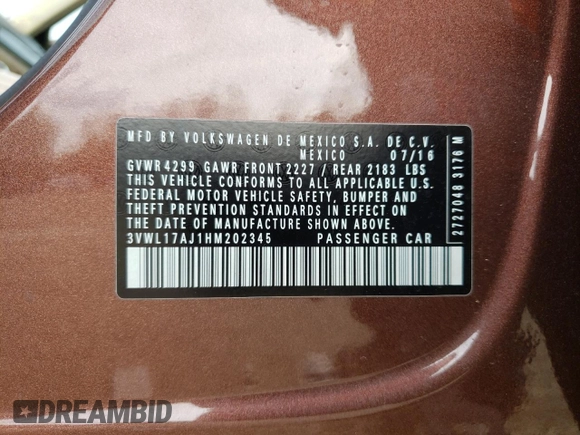 MFD BY VOLKSWAGEN DE MEXICO S.A. DE C.V.
MEXICO 07/16
GVWR 4299 GAWR FRONT 2227 / REAR 2183 LBS
THIS VEHICLE CONFORMS TO ALL APPLICABLE U.S.
FEDERAL MOTOR VEHICLE SAFETY, BUMPER AND
THEFT PREVENTION STANDARDS IN EFFECT ON
THE DATE OF MANUFACTURE SHOWN ABOVE.
3VWL17AJ1HM202345 PASSENGER CAR
2727048 3176 M
DREAMBID